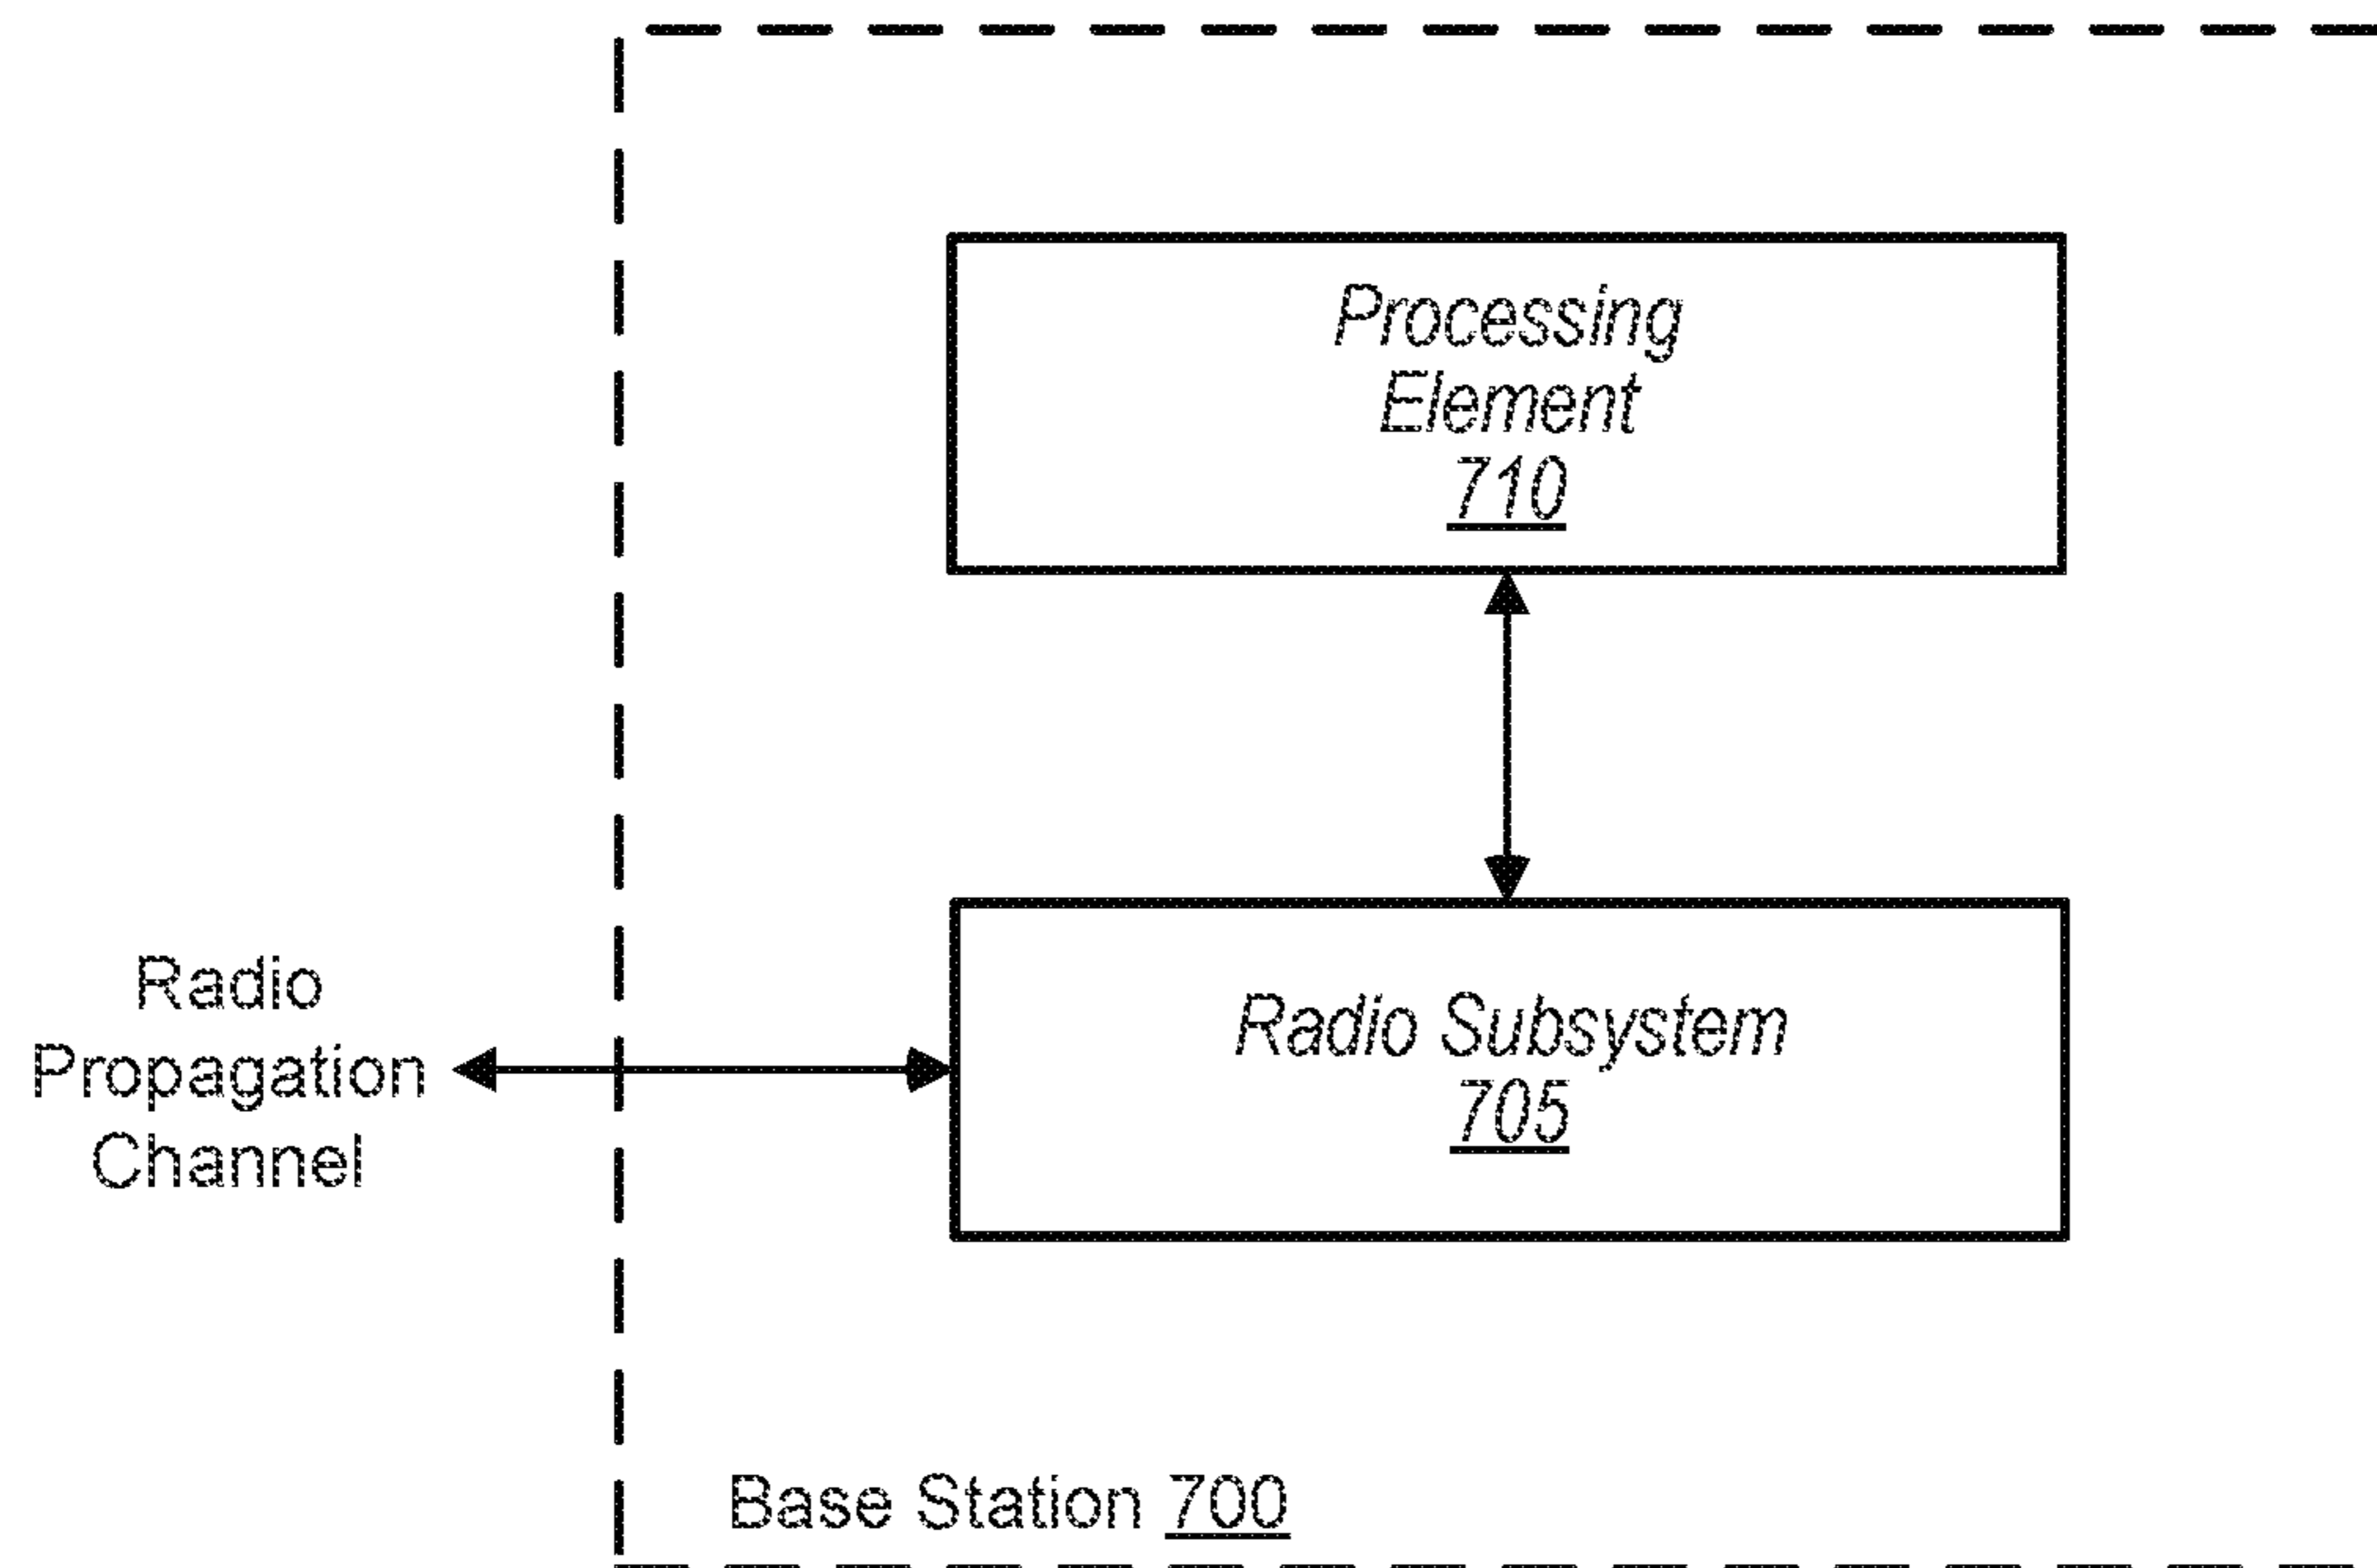 Processing
Element
710
Radio
Propagation
Channel
Radio Subsystem
705
Base Station 700